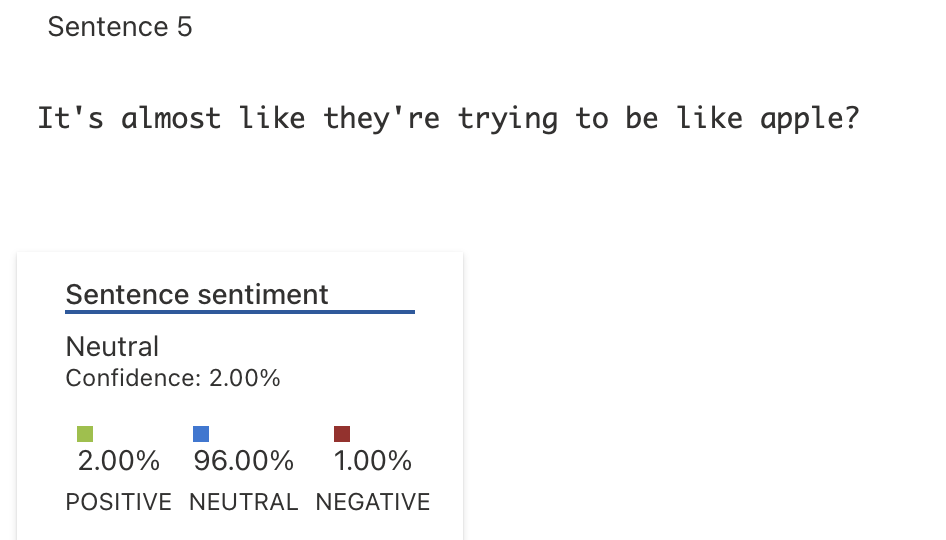 Sentence 5
It's almost like they're trying to be like apple?
Sentence sentiment
Neutral
Confidence: 2.00%
2.00% 96.00% 1.00%
POSITIVE NEUTRAL NEGATIVE